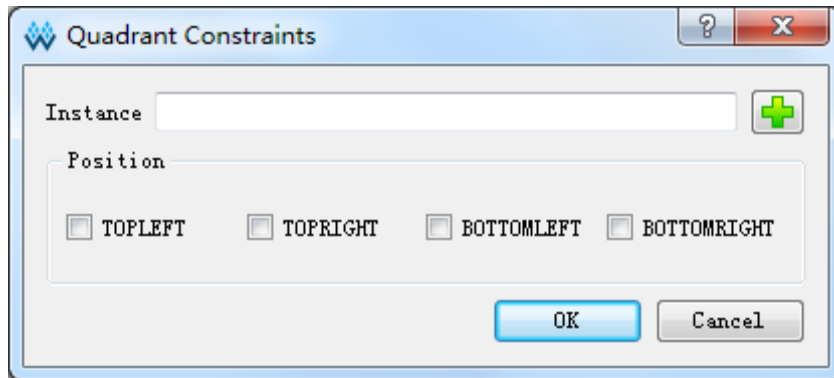 Quadrant Constraints
Instance
Position
TOPLEFT TOPRIGHT BOTTOMLEFT BOTTOMRIGHT
OK Cancel